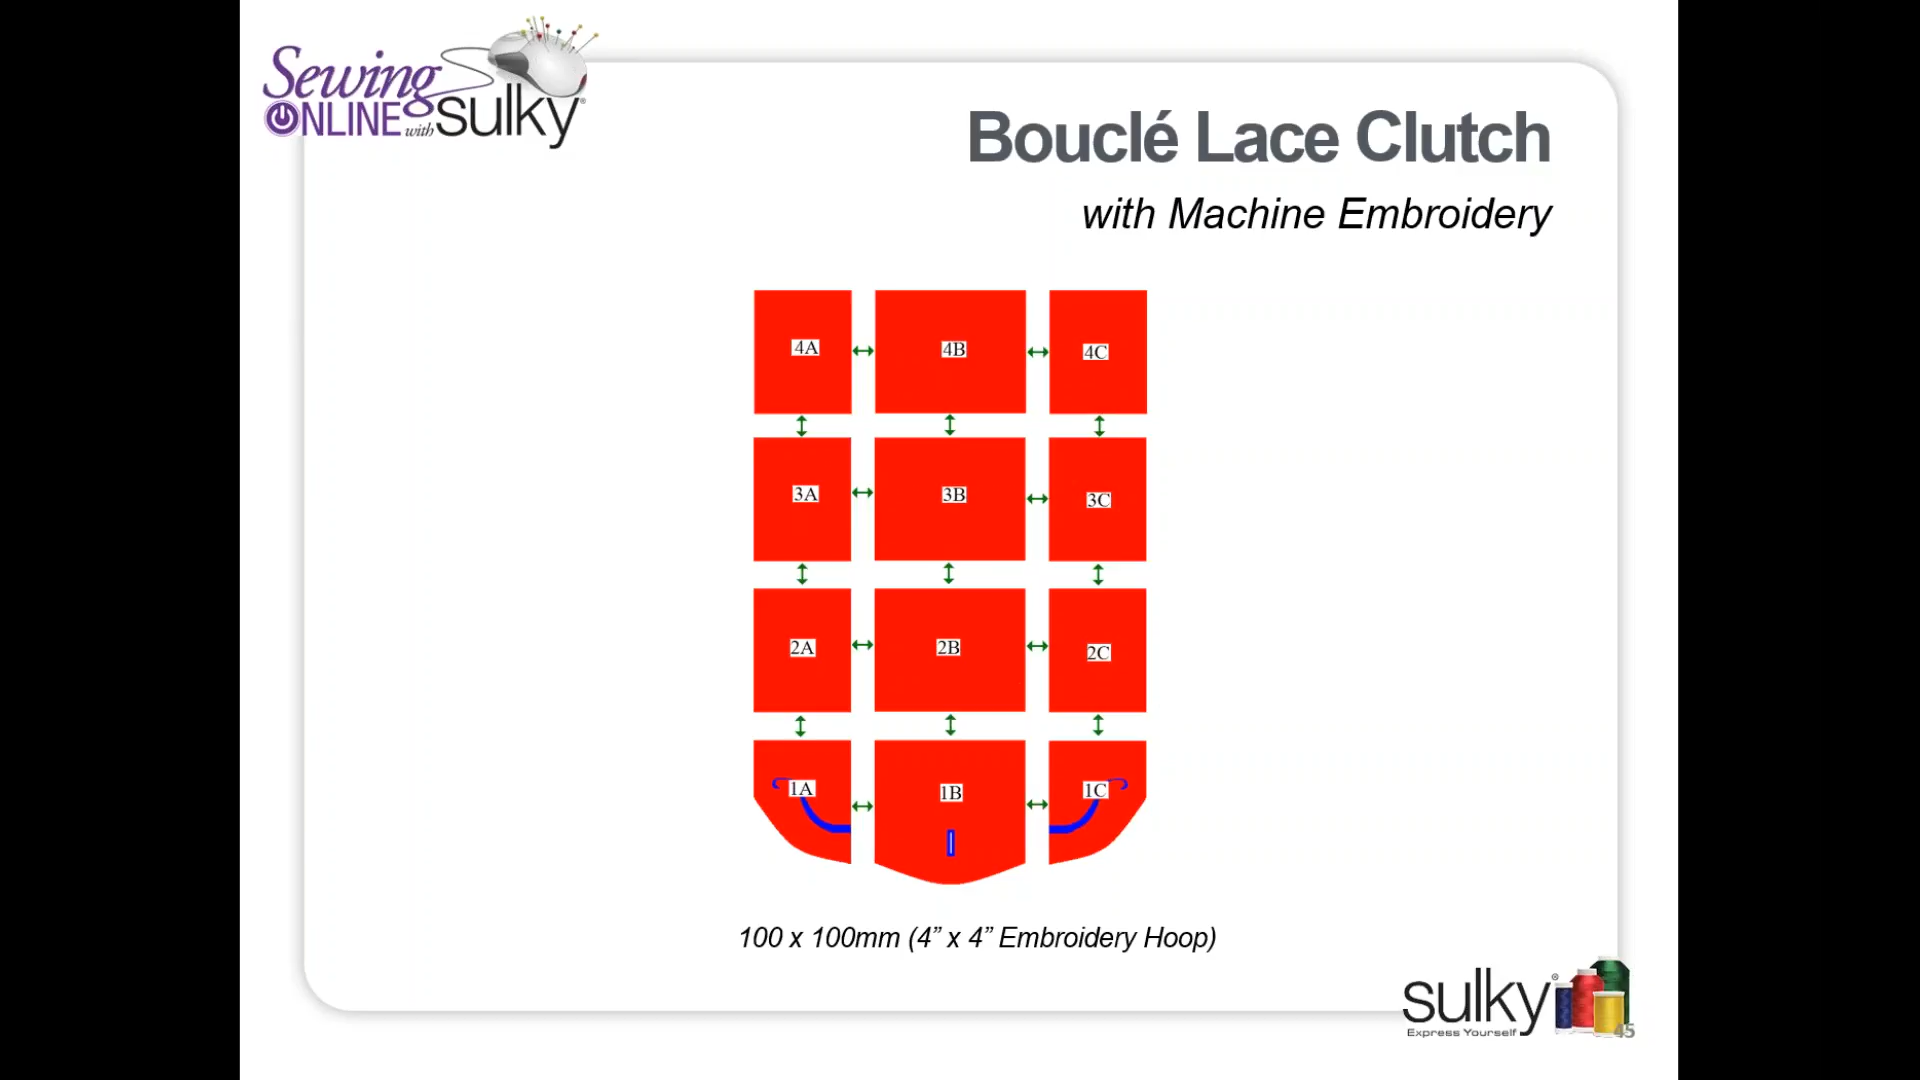 Sewing
ONLINE with sulky®
Bouclé Lace Clutch
with Machine Embroidery
4A 4B 4C
3A 3B 3C
2A 2B 2C
1A 1B 1C
100 x 100mm (4” x 4” Embroidery Hoop)
sulky®
Express Yourself
45